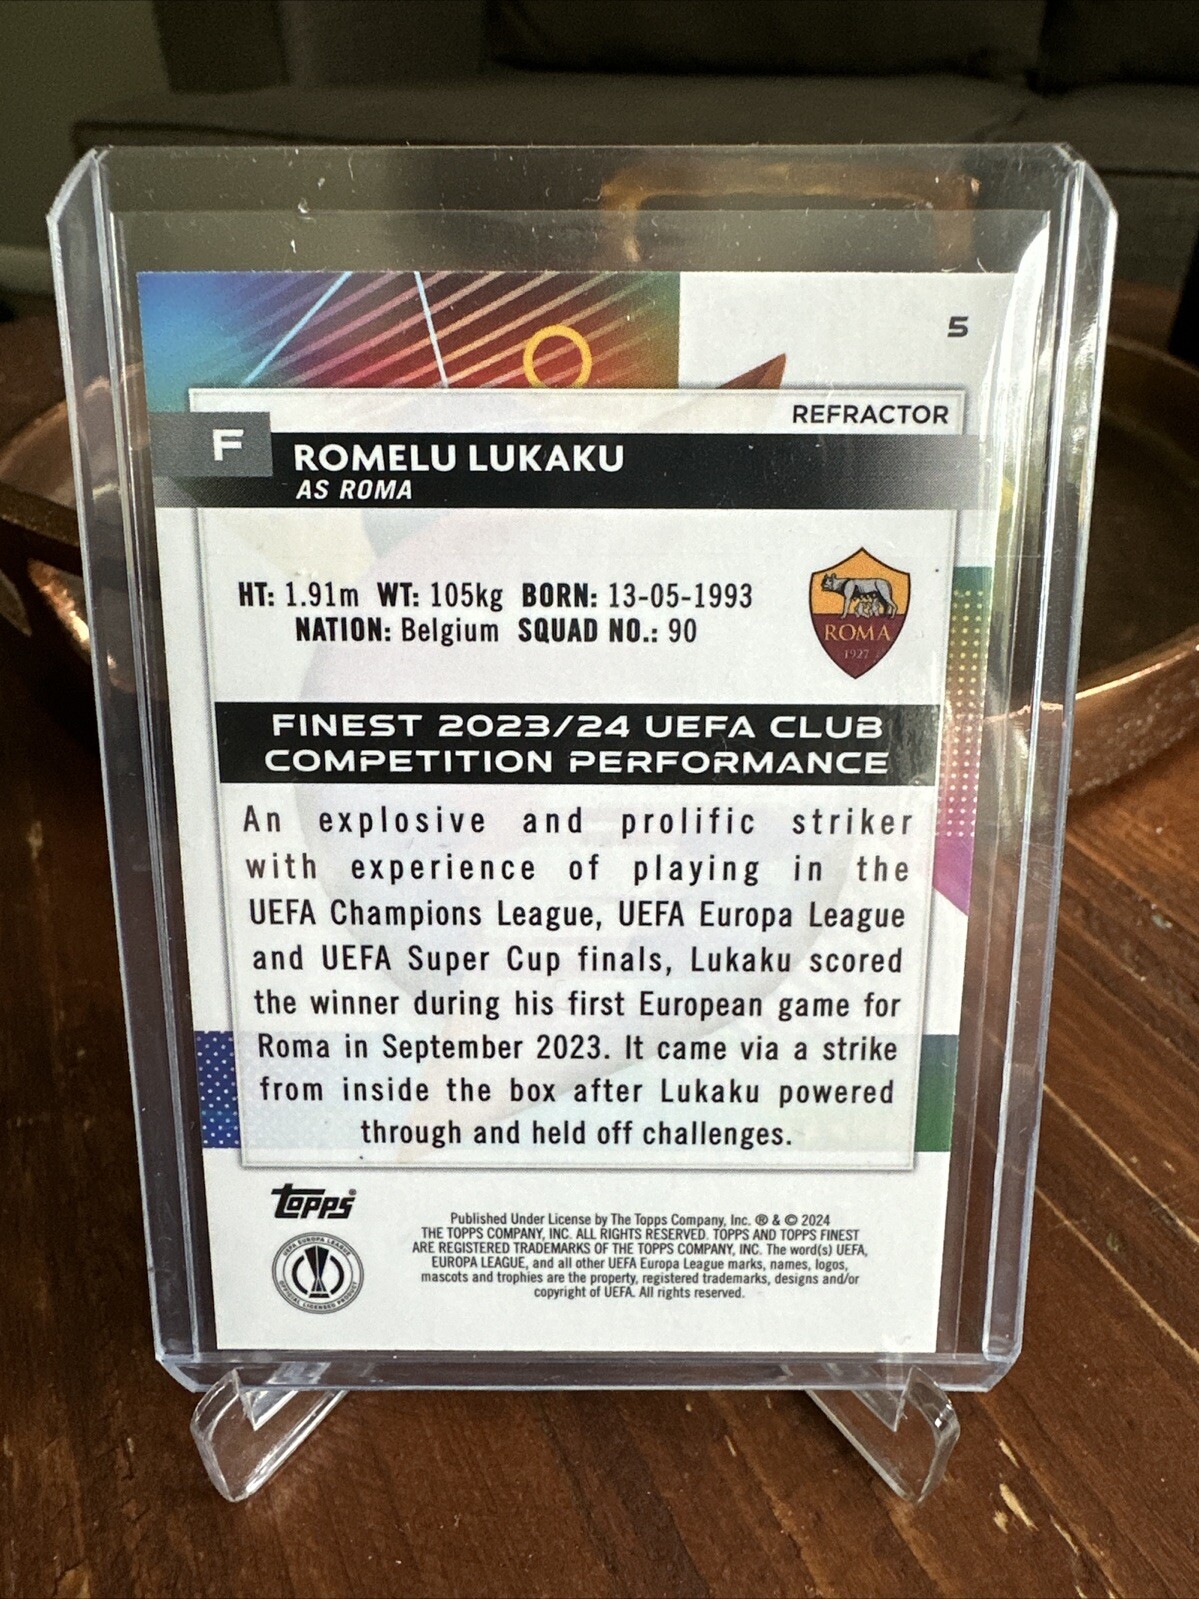 5
REFRACTOR
F
ROMELU LUKAKU
AS ROMA
HT: 1.91m WT: 105kg BORN: 13-05-1993
NATION: Belgium SQUAD NO.: 90
ROMA
1927
FINEST 2023/24 UEFA CLUB
COMPETITION PERFORMANCE
An explosive and prolific striker
with experience of playing in the
UEFA Champions League, UEFA Europa League
and UEFA Super Cup finals, Lukaku scored
the winner during his first European game for
Roma in September 2023. It came via a strike
from inside the box after Lukaku powered
through and held off challenges.
Topps®
UEFA EUROPA LEAGUE
OFFICIAL LICENSED PRODUCT
Published Under License by The Topps Company, Inc. ® & © 2024
THE TOPPS COMPANY, INC. ALL RIGHTS RESERVED. TOPPS AND TOPPS FINEST
ARE REGISTERED TRADEMARKS OF THE TOPPS COMPANY, INC. The word(s) UEFA,
EUROPA LEAGUE, and all other UEFA Europa League marks, names, logos,
mascots and trophies are the property, registered trademarks, designs and/or
copyright of UEFA. All rights reserved.